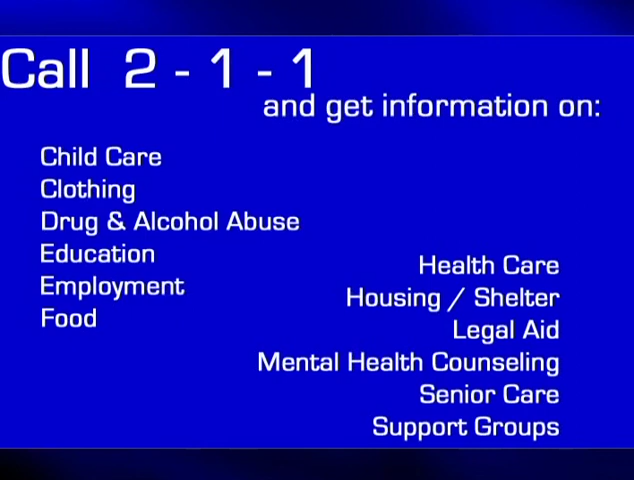 Call 2 - 1 - 1
and get information on:
Child Care
Clothing
Drug & Alcohol Abuse
Education
Employment
Food
Health Care
Housing / Shelter
Legal Aid
Mental Health Counseling
Senior Care
Support Groups